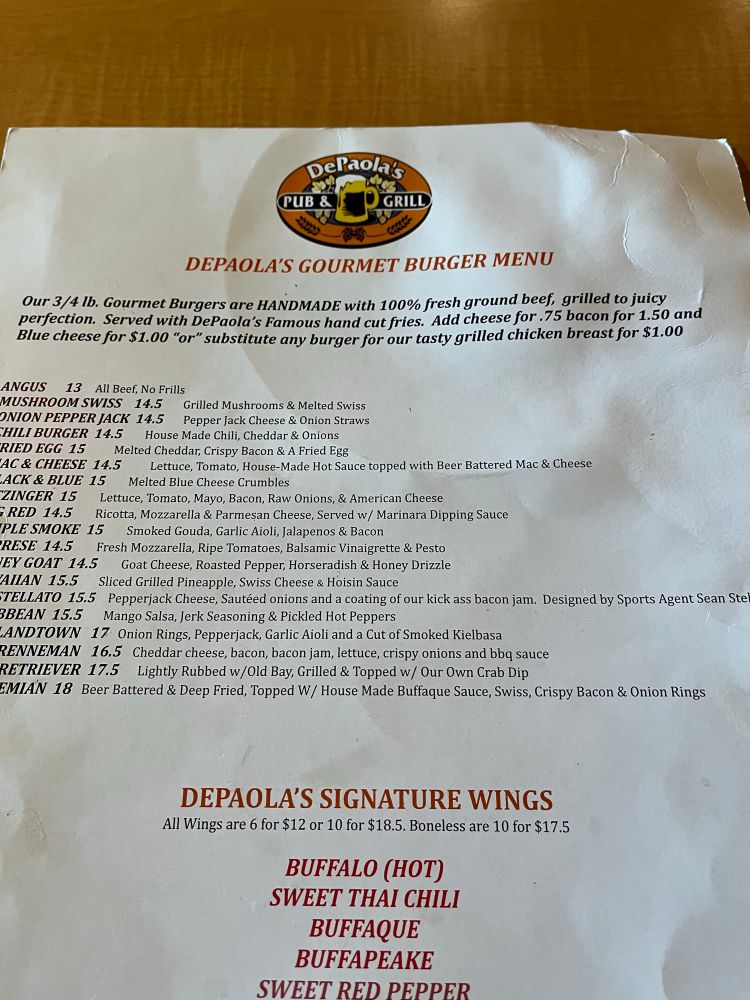 DePaola's
PUB & GRILL
DEPAOLA'S GOURMET BURGER MENU
Our 3/4 lb. Gourmet Burgers are HANDMADE with 100% fresh ground beef, grilled to juicy
perfection. Served with DePaola's Famous hand cut fries. Add cheese for .75 bacon for 1.50 and
Blue cheese for $1.00 "or" substitute any burger for our tasty grilled chicken breast for $1.00
ANGUS 13 All Beef, No Frills
MUSHROOM SWISS 14.5 Grilled Mushrooms & Melted Swiss
ONION PEPPER JACK 14.5 Pepper Jack Cheese & Onion Straws
CHILI BURGER 14.5 House Made Chili, Cheddar & Onions
RIED EGG 15 Melted Cheddar, Crispy Bacon & A Fried Egg
AC & CHEESE 14.5 Lettuce, Tomato, House-Made Hot Sauce topped with Beer Battered Mac & Cheese
LACK & BLUE 15 Melted Blue Cheese Crumbles
ZINGER 15 Lettuce, Tomato, Mayo, Bacon, Raw Onions, & American Cheese
G RED 14.5 Ricotta, Mozzarella & Parmesan Cheese, Served w/ Marinara Dipping Sauce
PLE SMOKE 15 Smoked Gouda, Garlic Aioli, Jalapenos & Bacon
PRESE 14.5 Fresh Mozzarella, Ripe Tomatoes, Balsamic Vinaigrette & Pesto
EY GOAT 14.5 Goat Cheese, Roasted Pepper, Horseradish & Honey Drizzle
AIIAN 15.5 Sliced Grilled Pineapple, Swiss Cheese & Hoisin Sauce
STELLATO 15.5 Pepperjack Cheese, Sautéed onions and a coating of our kick ass bacon jam. Designed by Sports Agent Sean Stel
BBEAN 15.5 Mango Salsa, Jerk Seasoning & Pickled Hot Peppers
LANDTOWN 17 Onion Rings, Pepperjack, Garlic Aioli and a Cut of Smoked Kielbasa
RENNEMAN 16.5 Cheddar cheese, bacon, bacon jam, lettuce, crispy onions and bbq sauce
RETRIEVER 17.5 Lightly Rubbed w/Old Bay, Grilled & Topped w/ Our Own Crab Dip
EMIAN 18 Beer Battered & Deep Fried, Topped W/ House Made Buffaque Sauce, Swiss, Crispy Bacon & Onion Rings
DEPAOLA'S SIGNATURE WINGS
All Wings are 6 for $12 or 10 for $18.5. Boneless are 10 for $17.5
BUFFALO (HOT)
SWEET THAI CHILI
BUFFAQUE
BUFFAPEAKE
SWEET RED PEPPER